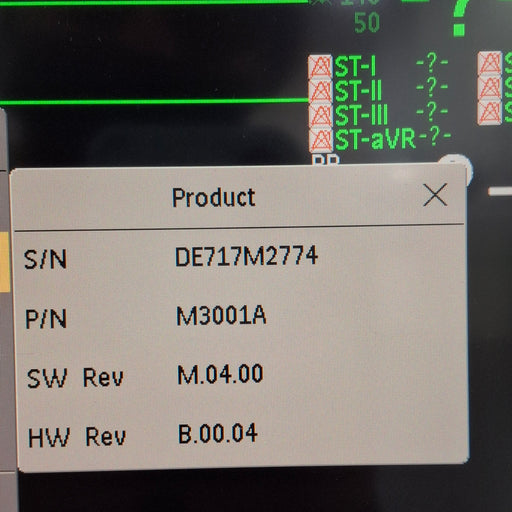 50
ST-I -?-
ST-II -?-
ST-III -?-
ST-aVR -?-
Product
S/N DE717M2774
P/N M3001A
SW Rev M.04.00
HW Rev B.00.04